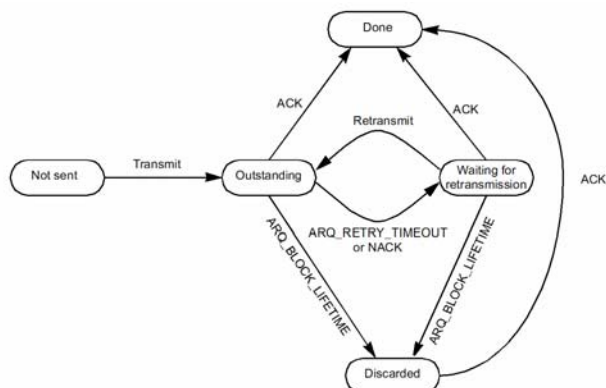 Done
ACK
ACK
Retransmit
Transmit
Not sent
Outstanding
Waiting for
retransmission
ACK
ARQ_RETRY_TIMEOUT
or NACK
ARQ_BLOCK_LIFETIME
ARQ_BLOCK_LIFETIME
Discarded